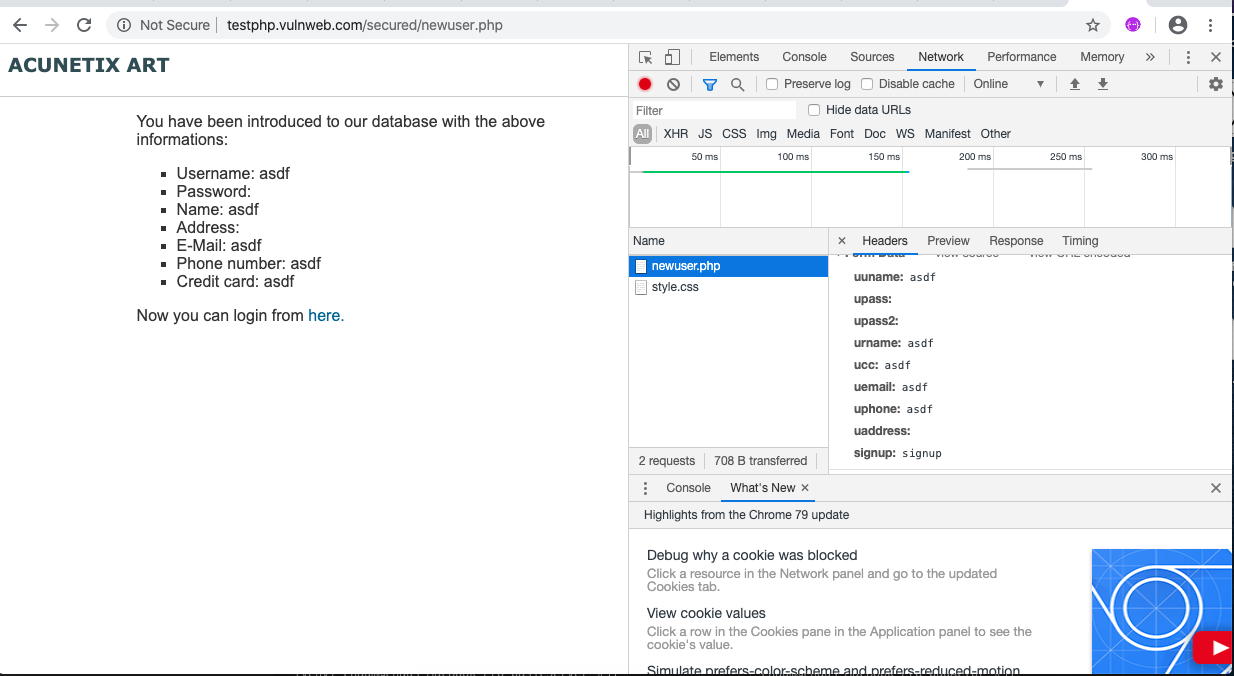 Not Secure | testphp.vulnweb.com/secured/newuser.php
ACUNETIX ART
You have been introduced to our database with the above
informations:
Username: asdf
Password:
Name: asdf
Address:
E-Mail: asdf
Phone number: asdf
Credit card: asdf
Now you can login from here.
Elements Console Sources Network Performance Memory »
Preserve log Disable cache Online
Filter Hide data URLs
All XHR JS CSS Img Media Font Doc WS Manifest Other
50 ms 100 ms 150 ms 200 ms 250 ms 300 ms
Name
newuser.php
style.css
2 requests 708 B transferred
× Headers Preview Response Timing
Form Data view source view URL encoded
uuname: asdf
upass:
upass2:
urname: asdf
ucc: asdf
uemail: asdf
uphone: asdf
uaddress:
signup: signup
Console What's New ×
Highlights from the Chrome 79 update
Debug why a cookie was blocked
Click a resource in the Network panel and go to the updated
Cookies tab.
View cookie values
Click a row in the Cookies pane in the Application panel to see the
cookie's value.
Simulate prefers-color-scheme and prefers-reduced-motion